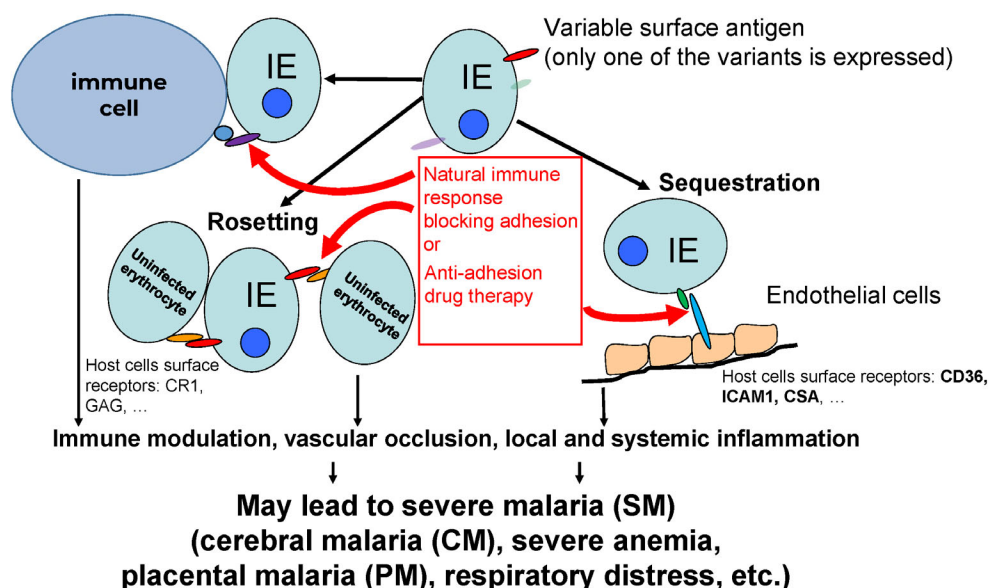 Variable surface antigen
(only one of the variants is expressed)
immune
cell
IE
IE
Natural immune
response
blocking adhesion
or
Anti-adhesion
drug therapy
Sequestration
Rosetting
Uninfected
erythrocyte
IE
Uninfected
erythrocyte
IE
Endothelial cells
Host cells surface
receptors: CR1,
GAG, ...
Host cells surface receptors: CD36,
ICAM1, CSA, ...
Immune modulation, vascular occlusion, local and systemic inflammation
May lead to severe malaria (SM)
(cerebral malaria (CM), severe anemia,
placental malaria (PM), respiratory distress, etc.)